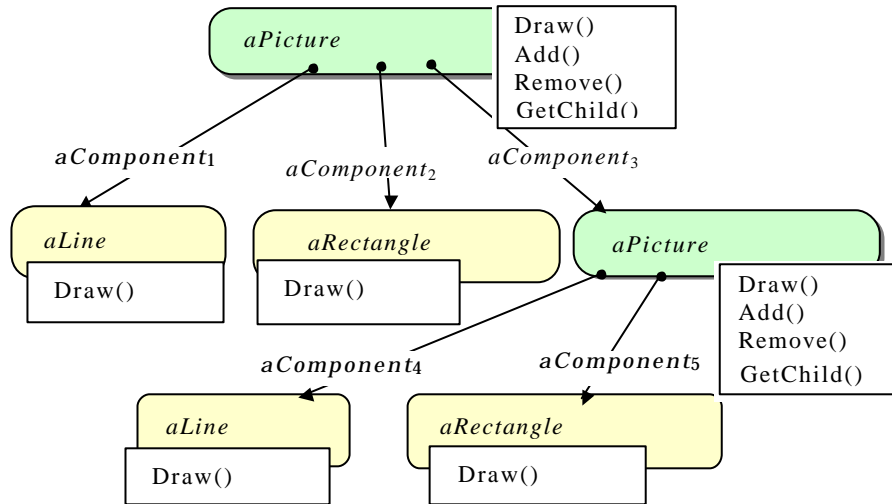 aPicture
Draw()
Add()
Remove()
GetChild()
aComponent1
aComponent2
aComponent3
aLine
Draw()
aRectangle
Draw()
aPicture
Draw()
Add()
Remove()
GetChild()
aComponent4
aComponent5
aLine
Draw()
aRectangle
Draw()